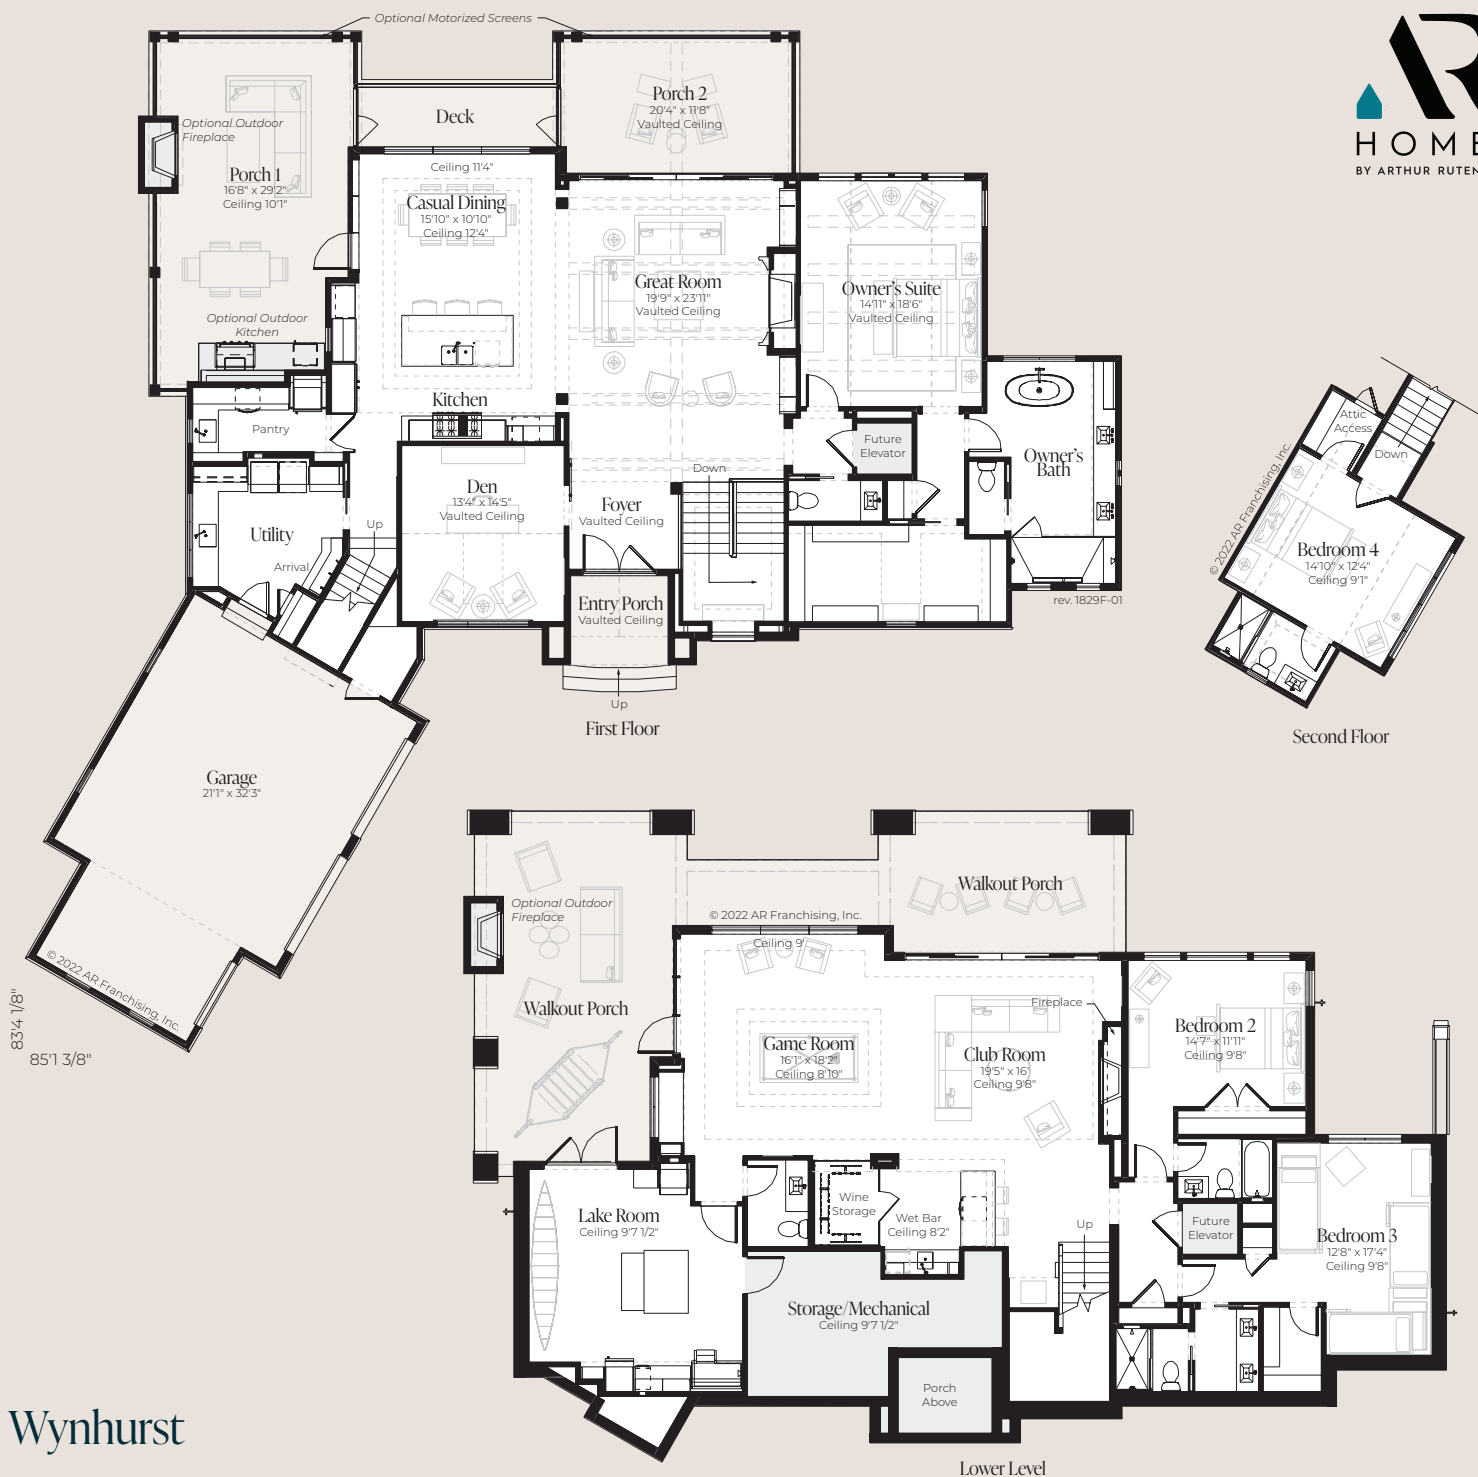 Optional Motorized Screens
AR
HOME
BY ARTHUR RUTEN
Optional Outdoor
Fireplace
Porch 1
16'8" x 29'2"
Ceiling 10'1"
Deck
Porch 2
20'4" x 11'8"
Vaulted Ceiling
Ceiling 11'4"
Casual Dining
15'10" x 10'10"
Ceiling 12'4"
Great Room
19'9" x 23'11"
Vaulted Ceiling
Owner's Suite
14'11" x 18'6"
Vaulted Ceiling
Optional Outdoor
Kitchen
Kitchen
Pantry
Future
Elevator
Owner's
Bath
Den
13'4" x 14'5"
Vaulted Ceiling
Foyer
Vaulted Ceiling
Down
Utility
Up
Arrival
Entry Porch
Vaulted Ceiling
rev. 1829F-01
Up
First Floor
Garage
21'1" x 32'3"
© 2022 AR Franchising, Inc.
83'4 1/8"
85'1 3/8"
Attic
Access
Down
© 2022 AR Franchising, Inc.
Bedroom 4
14'10" x 12'4"
Ceiling 9'1"
Second Floor
Optional Outdoor
Fireplace
Walkout Porch
Walkout Porch
© 2022 AR Franchising, Inc.
Ceiling 9'
Fireplace
Game Room
16'1" x 18'2"
Ceiling 8'10"
Club Room
19'5" x 16'
Ceiling 9'8"
Bedroom 2
14'7" x 11'11"
Ceiling 9'8"
Lake Room
Ceiling 9'7 1/2"
Wine
Storage
Wet Bar
Ceiling 8'2"
Up
Future
Elevator
Bedroom 3
12'8" x 17'4"
Ceiling 9'8"
Storage/Mechanical
Ceiling 9'7 1/2"
Porch
Above
Wynhurst
Lower Level